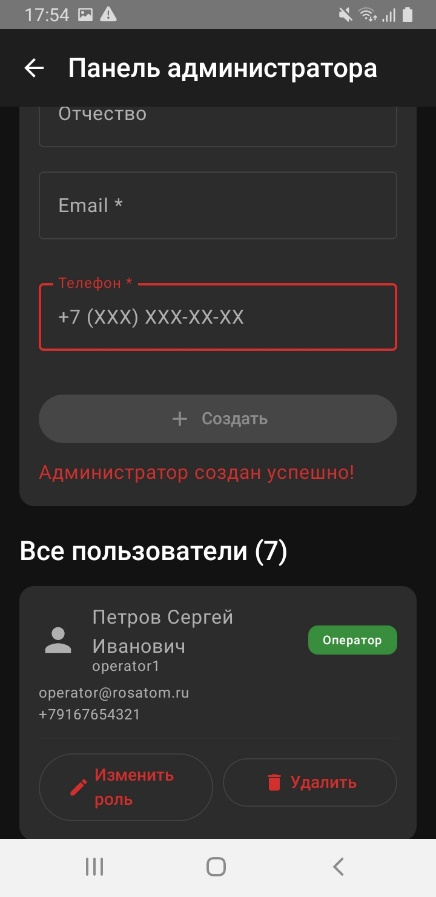 17:54
Панель администратора
Отчество
Email *
Телефон *
+7 (XXX) XXX-XX-XX
+ Создать
Администратор создан успешно!
Все пользователи (7)
Петров Сергей
Иванович
Оператор
operator1
operator@rosatom.ru
+79167654321
Изменить
роль
Удалить